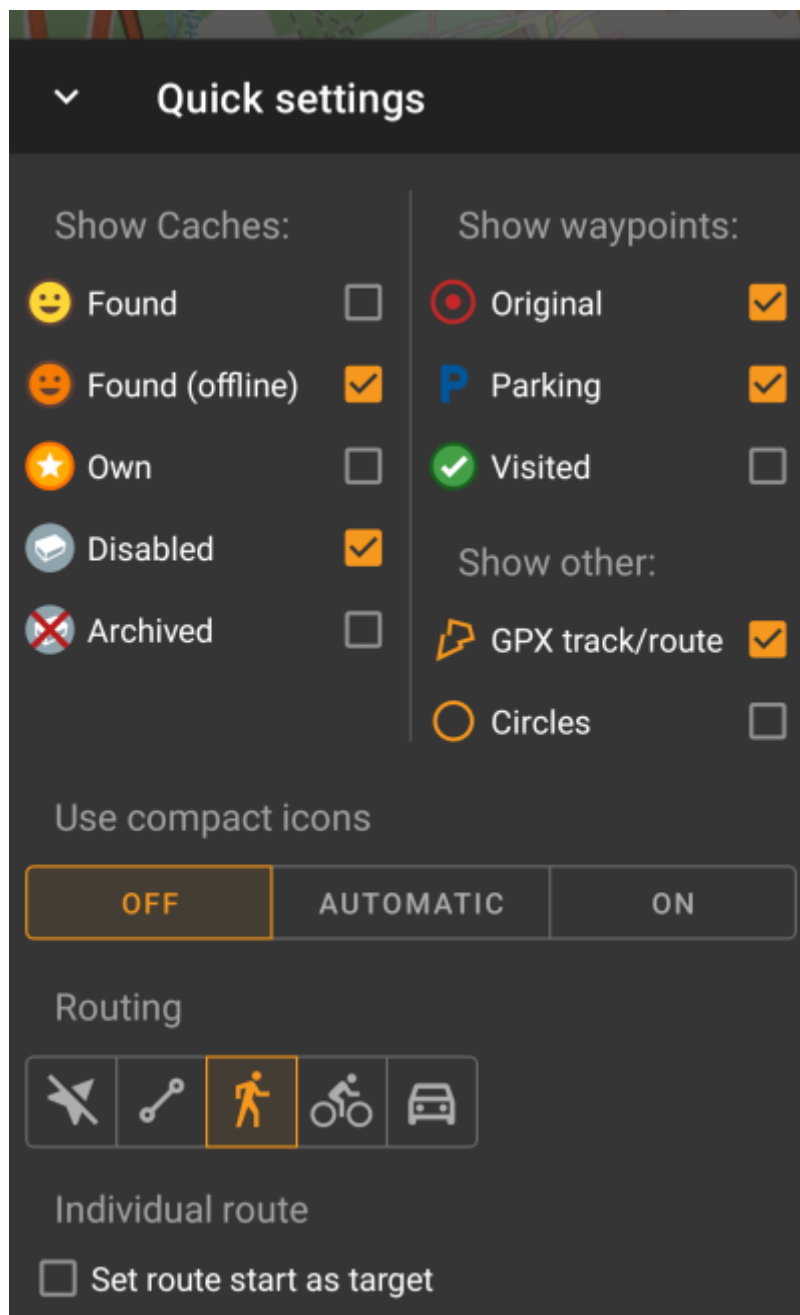 Quick settings
Show Caches:
Found
Found (offline)
Own
Disabled
Archived
Show waypoints:
Original
Parking
Visited
Show other:
GPX track/route
Circles
Use compact icons
OFF
AUTOMATIC
ON
Routing
Individual route
Set route start as target